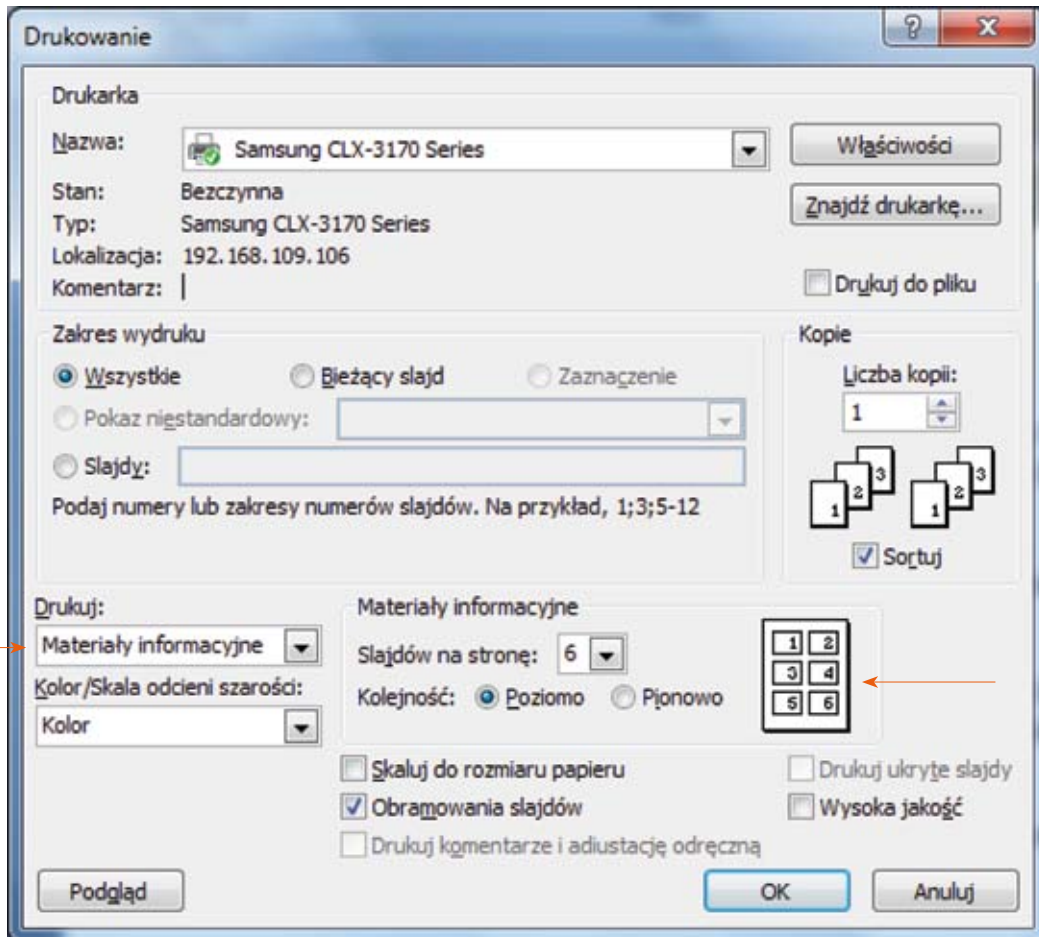 Drukowanie
Drukarka
Nazwa:
Samsung CLX-3170 Series
Właściwości
Stan: Bezczynna
Typ: Samsung CLX-3170 Series
Znajdź drukarkę...
Lokalizacja: 192.168.109.106
Komentarz:
Drukuj do pliku
Zakres wydruku
Wszystkie
Bieżący slajd
Zaznaczenie
Pokaz niestandardowy:
Slajdy:
Podaj numery lub zakresy numerów slajdów. Na przykład, 1;3;5-12
Kopie
Liczba kopii:
1
1 2 3
1 2 3
Sortuj
Drukuj:
Materiały informacyjne
Kolor/Skala odcieni szarości:
Kolor
Materiały informacyjne
Slajdów na stronę: 6
Kolejność: Poziomo Pionowo
1 2
3 4
5 6
Skaluj do rozmiaru papieru
Drukuj ukryte slajdy
Obramowania slajdów
Wysoka jakość
Drukuj komentarze i adiustację odręczną
Podgląd
OK
Anuluj